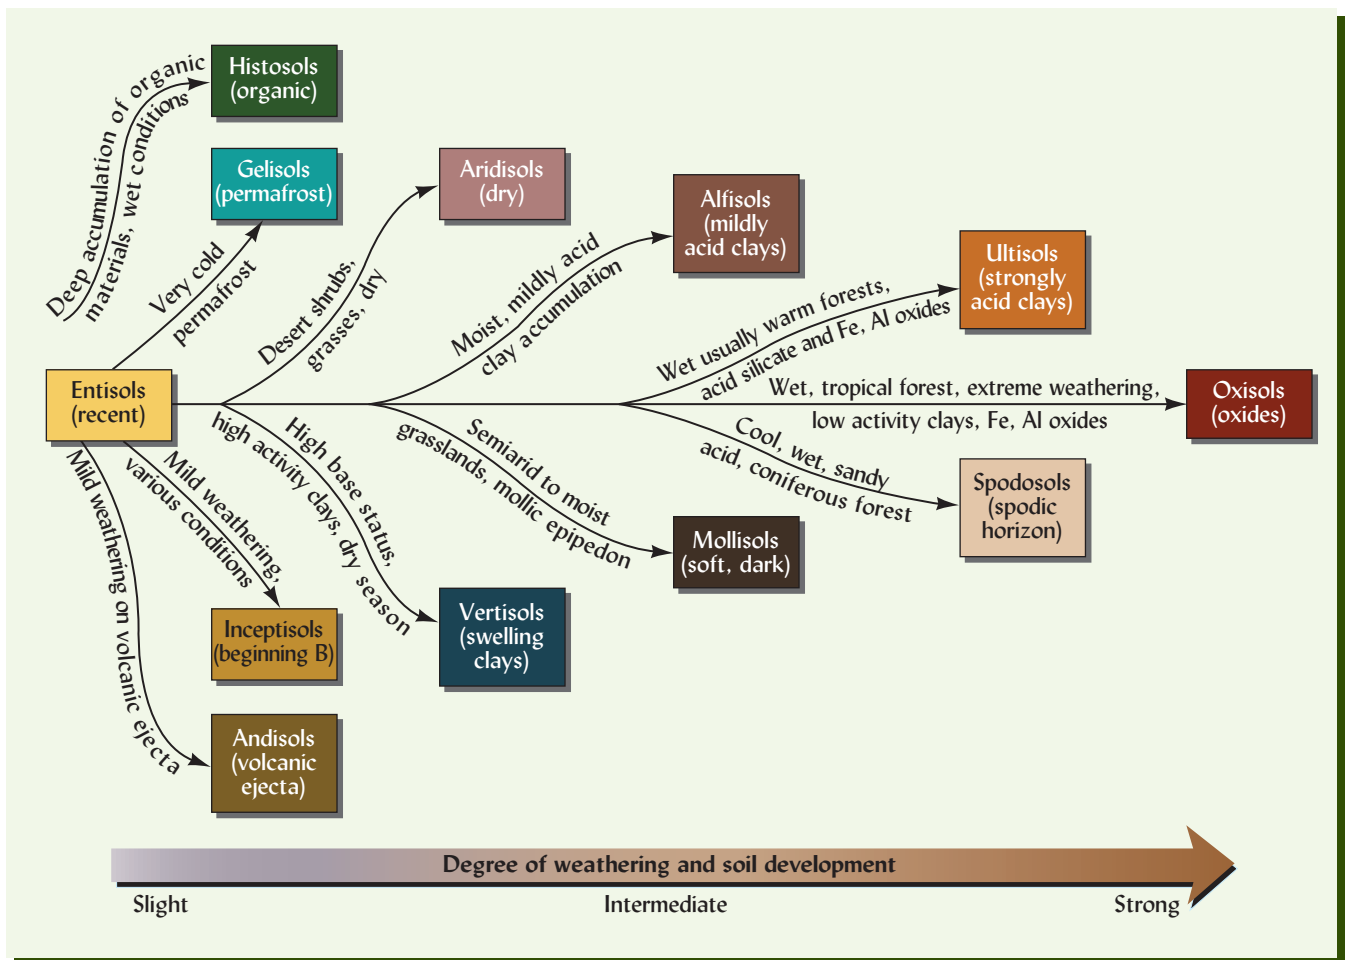 Deep accumulation of organic
materials, wet conditions
Histosols
(organic)
Very cold
permafrost
Gelisols
(permafrost)
Desert shrubs,
grasses, dry
Aridisols
(dry)
Moist, mildly acid
clay accumulation
Alfisols
(mildly
acid clays)
Wet usually warm forests,
acid silicate and Fe, Al oxides
Ultisols
(strongly
acid clays)
Entisols
(recent)
Wet, tropical forest, extreme weathering,
low activity clays, Fe, Al oxides
Oxisols
(oxides)
Cool, wet, sandy
acid, coniferous forest
Spodosols
(spodic
horizon)
Semiarid to moist
grasslands, mollic epipedon
Mollisols
(soft, dark)
High base status,
high activity clays, dry season
Vertisols
(swelling
clays)
Mild weathering,
various conditions
Inceptisols
(beginning B)
Mild weathering on volcanic ejecta
Andisols
(volcanic
ejecta)
Degree of weathering and soil development
Slight
Intermediate
Strong